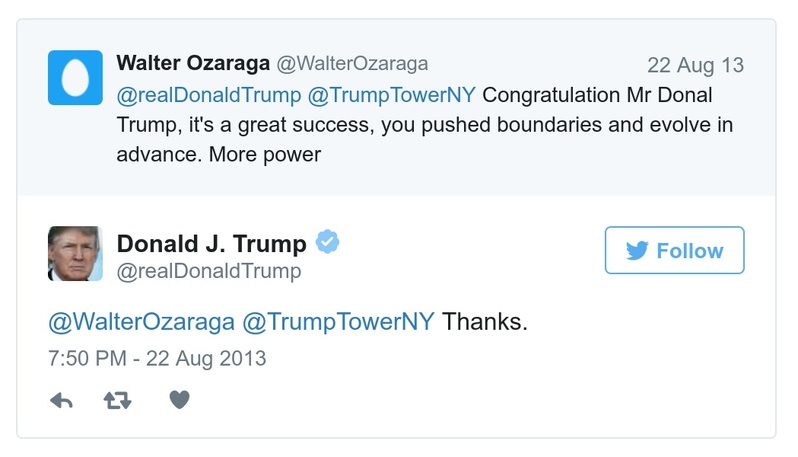 Walter Ozaraga @WalterOzaraga 22 Aug 13
@realDonaldTrump @TrumpTowerNY Congratulation Mr Donal
Trump, it's a great success, you pushed boundaries and evolve in
advance. More power
Donald J. Trump
@realDonaldTrump
Follow
@WalterOzaraga @TrumpTowerNY Thanks.
7:50 PM - 22 Aug 2013